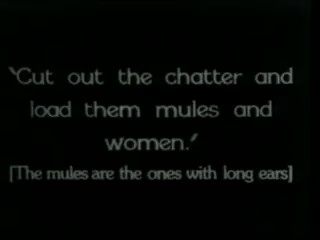 ‘Cut out the chatter and
load them mules and
women.’
[The mules are the ones with long ears]